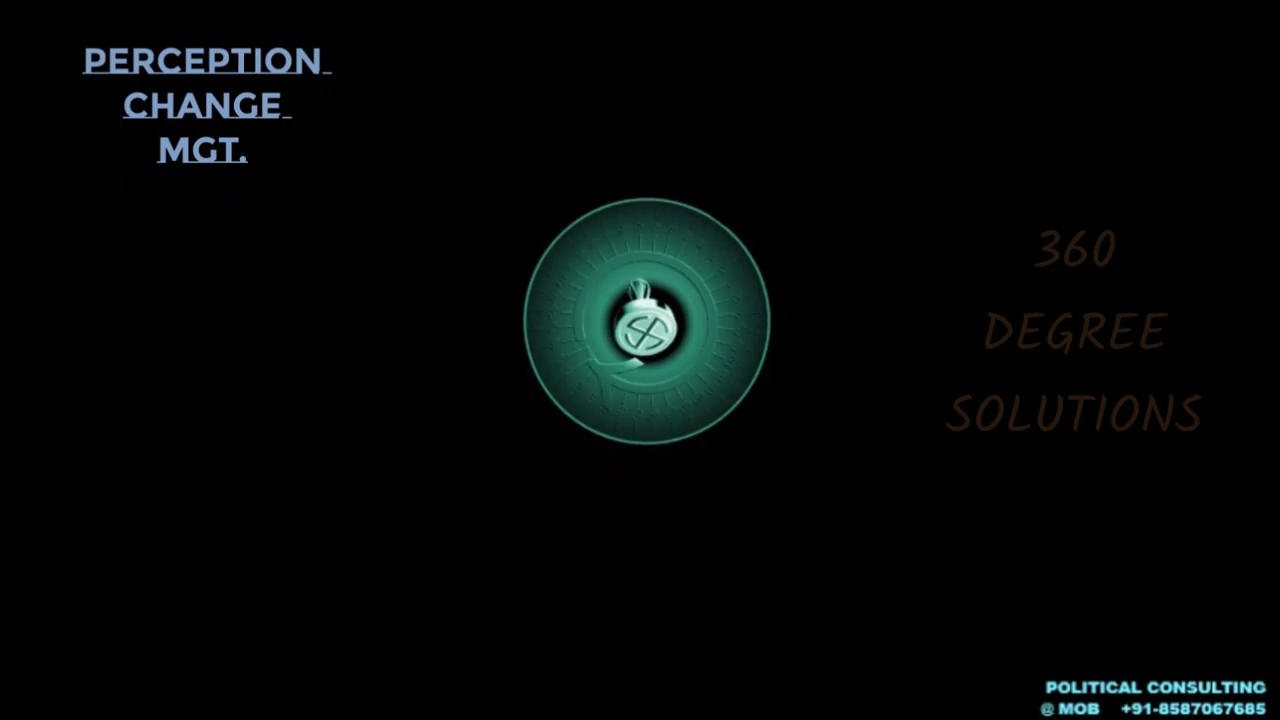 PERCEPTION
CHANGE
MGT.
360
DEGREE
SOLUTIONS
POLITICAL CONSULTING
@ MOB +91-8587067685